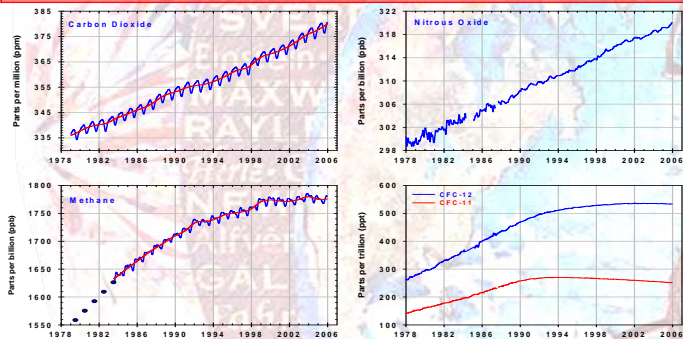 Carbon Dioxide
Parts per million (ppm)
385
375
365
355
345
335
1978 1982 1986 1990 1994 1998 2002 2006
Nitrous Oxide
Parts per billion (ppb)
322
318
314
310
306
302
298
1978 1982 1986 1990 1994 1998 2002 2006
Methane
Parts per billion (ppb)
1800
1750
1700
1650
1600
1550
1978 1982 1986 1990 1994 1998 2002 2006
CFC-12
CFC-11
Parts per trillion (ppt)
600
500
400
300
200
100
1978 1982 1986 1990 1994 1998 2002 2006